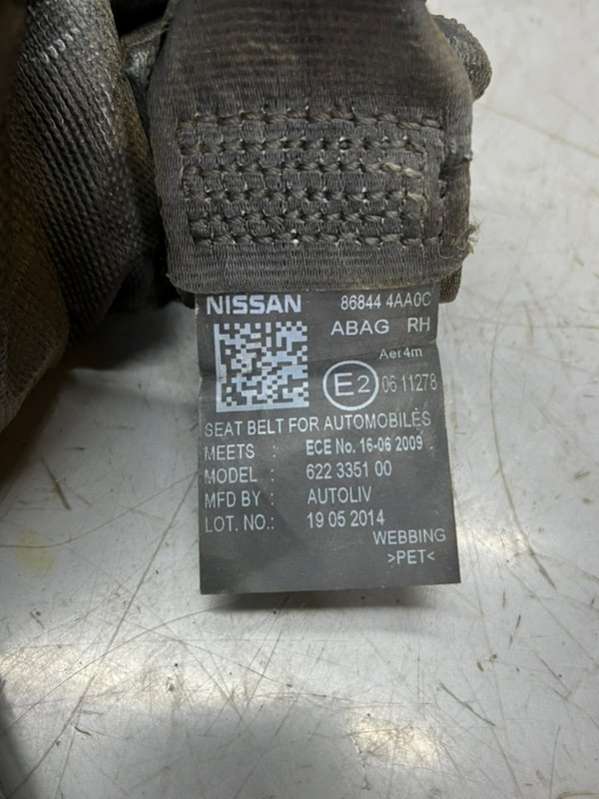 NISSAN 86844 4AA0C
ABAG RH
Aer4m
E2 06 11278
SEAT BELT FOR AUTOMOBILES
MEETS : ECE No. 16-06 2009
MODEL : 622 3351 00
MFD BY : AUTOLIV
LOT. NO.: 19 05 2014
WEBBING
>PET<